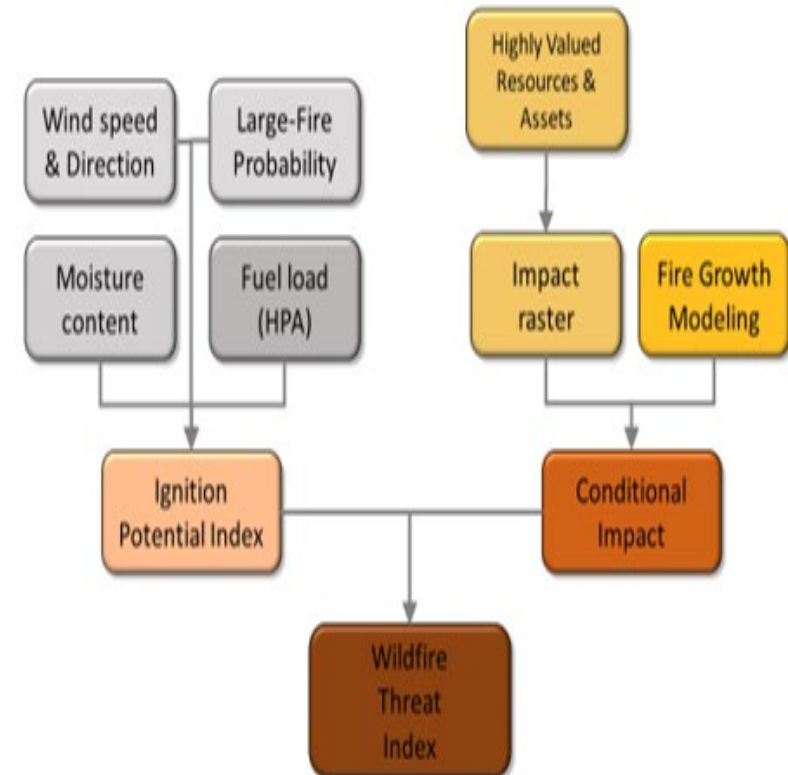 Highly Valued
Resources &
Assets
Wind speed
& Direction
Large-Fire
Probability
Moisture
content
Fuel load
(HPA)
Impact
raster
Fire Growth
Modeling
Ignition
Potential Index
Conditional
Impact
Wildfire
Threat
Index